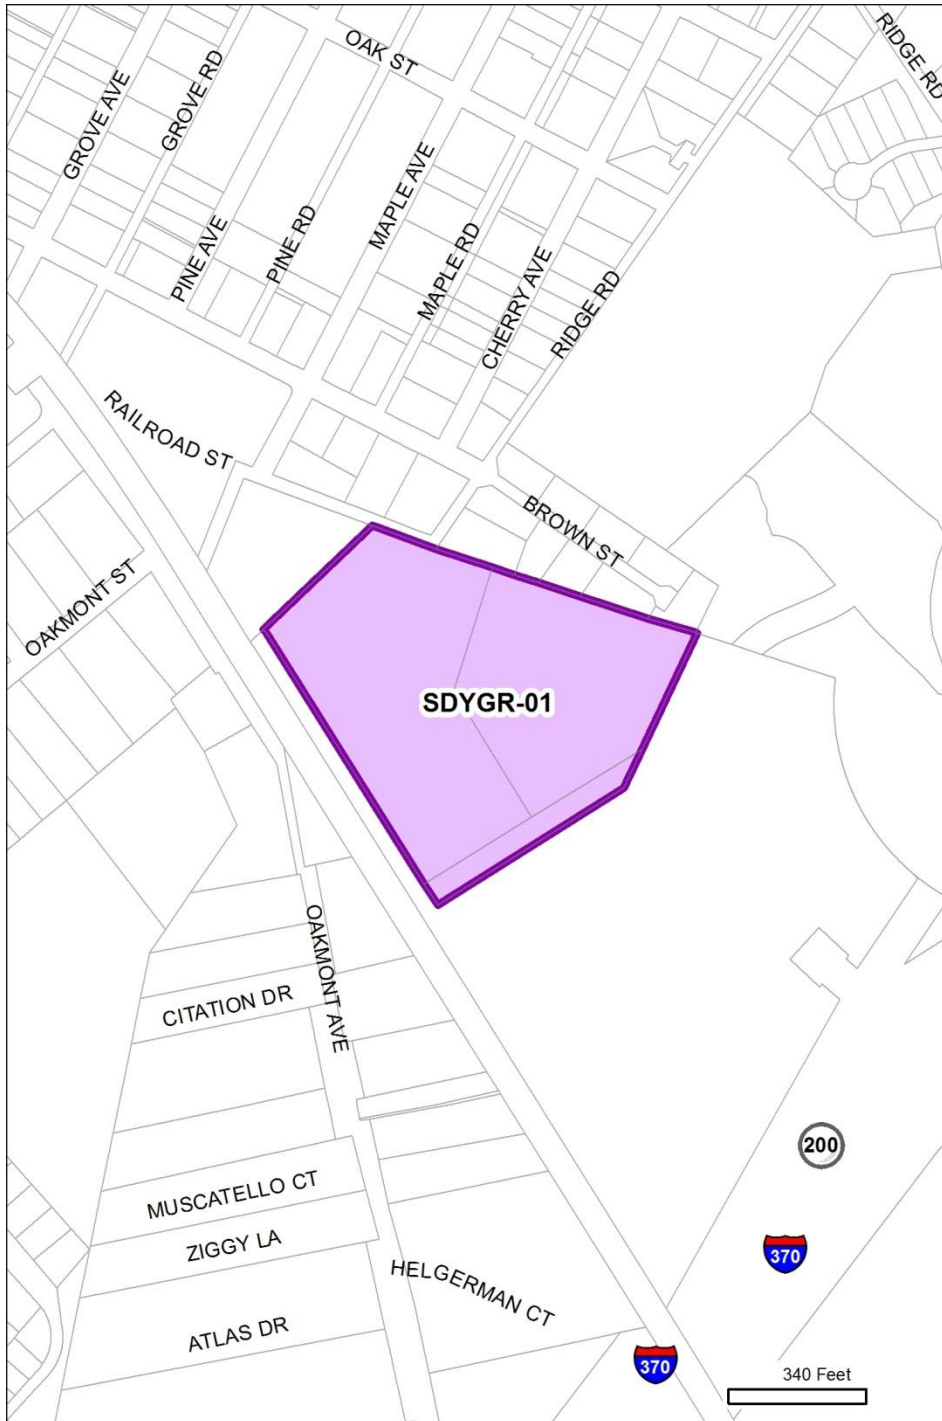 RIDGE RD
OAK ST
GROVE RD
GROVE AVE
MAPLE AVE
PINE RD
PINE AVE
MAPLE RD
CHERRY AVE
RIDGE RD
RAILROAD ST
BROWN ST
OAKMONT ST
SDYGR-01
OAKMONT AVE
CITATION DR
200
MUSCATELLO CT
ZIGGY LA
370
HELGERMAN CT
ATLAS DR
370
340 Feet